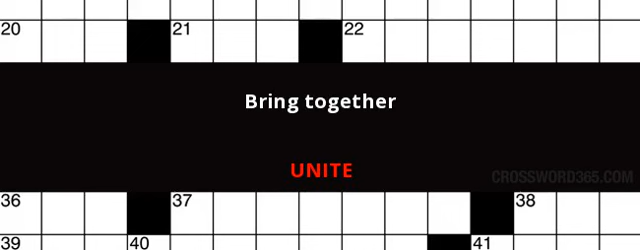 20 21 22
Bring together
UNITE
CROSSWORD365.COM
36 37 38
39 40 41